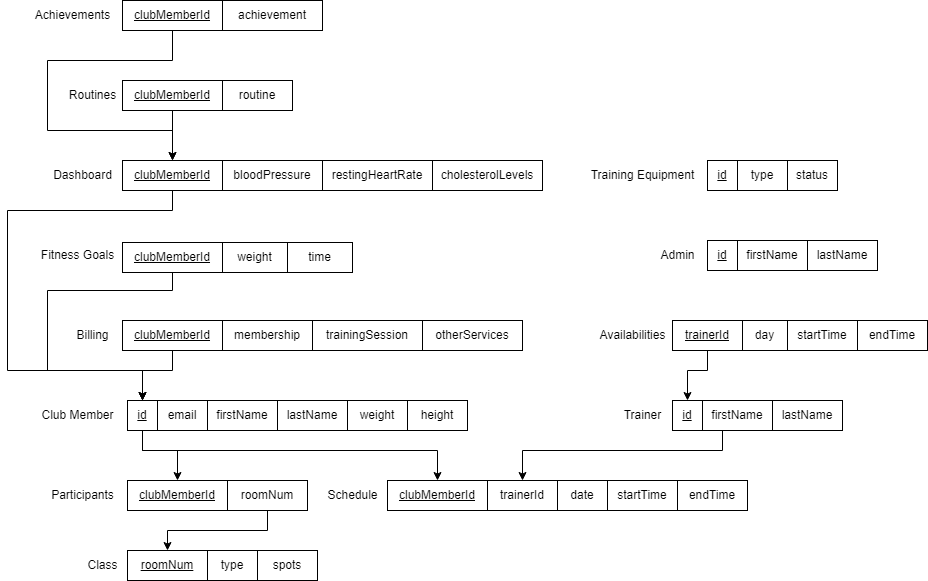 Achievements clubMemberId achievement
Routines clubMemberId routine
Dashboard clubMemberId bloodPressure restingHeartRate cholesterolLevels
Training Equipment id type status
Fitness Goals clubMemberId weight time
Admin id firstName lastName
Billing clubMemberId membership trainingSession otherServices
Availabilities trainerId day startTime endTime
Club Member id email firstName lastName weight height
Trainer id firstName lastName
Participants clubMemberId roomNum
Schedule clubMemberId trainerId date startTime endTime
Class roomNum type spots